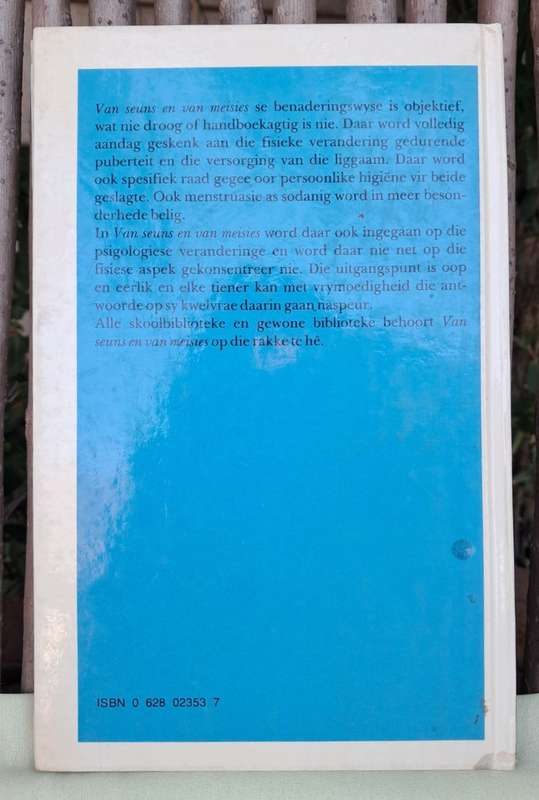 Van seuns en van meisies se benaderingswyse is objektief,
wat nie droog of handboekagtig is nie. Daar word volledig
aandag geskenk aan die fisieke verandering gedurende
puberteit en die versorging van die liggaam. Daar word
ook spesifiek raad gegee oor persoonlike higiëne vir beide
geslagte. Ook menstruasie as sodanig word in meer beson-
derhede belig.
In Van seuns en van meisies word daar ook ingegaan op die
psigologiese veranderinge en word daar nie net op die
fisiese aspek gekonsentreer nie. Die uitgangspunt is oop
en eerlik en elke tiener kan met vrymoedigheid die ant-
woorde op sy kwelvrae daarin gaan naspeur.
Alle skoolbiblioteke en gewone biblioteke behoort Van
seuns en van meisies op die rakke te hê.
ISBN 0 628 02353 7